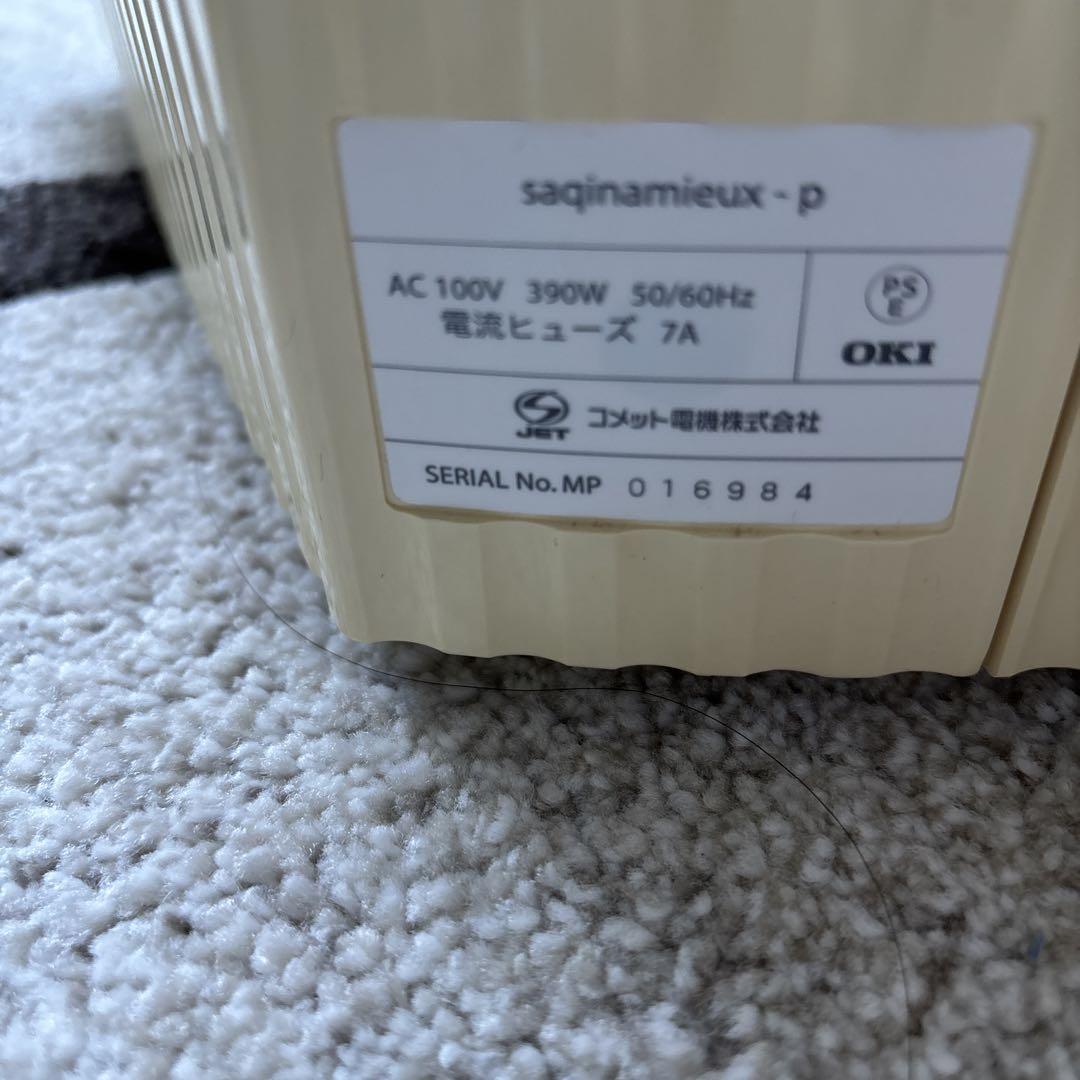 saqinamieux - p
AC 100V 390W 50/60Hz
電流ヒューズ 7A
PS
E
OKI
JET コメット電機株式会社
SERIAL No. MP 016984